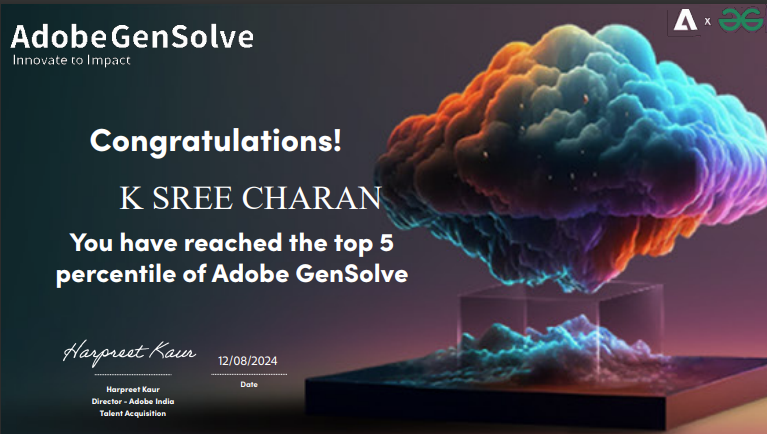 AdobeGenSolve
Innovate to Impact
x
Congratulations!
K SREE CHARAN
You have reached the top 5
percentile of Adobe GenSolve
Harpreet Kaur
12/08/2024
Harpreet Kaur
Director - Adobe India
Talent Acquisition
Date